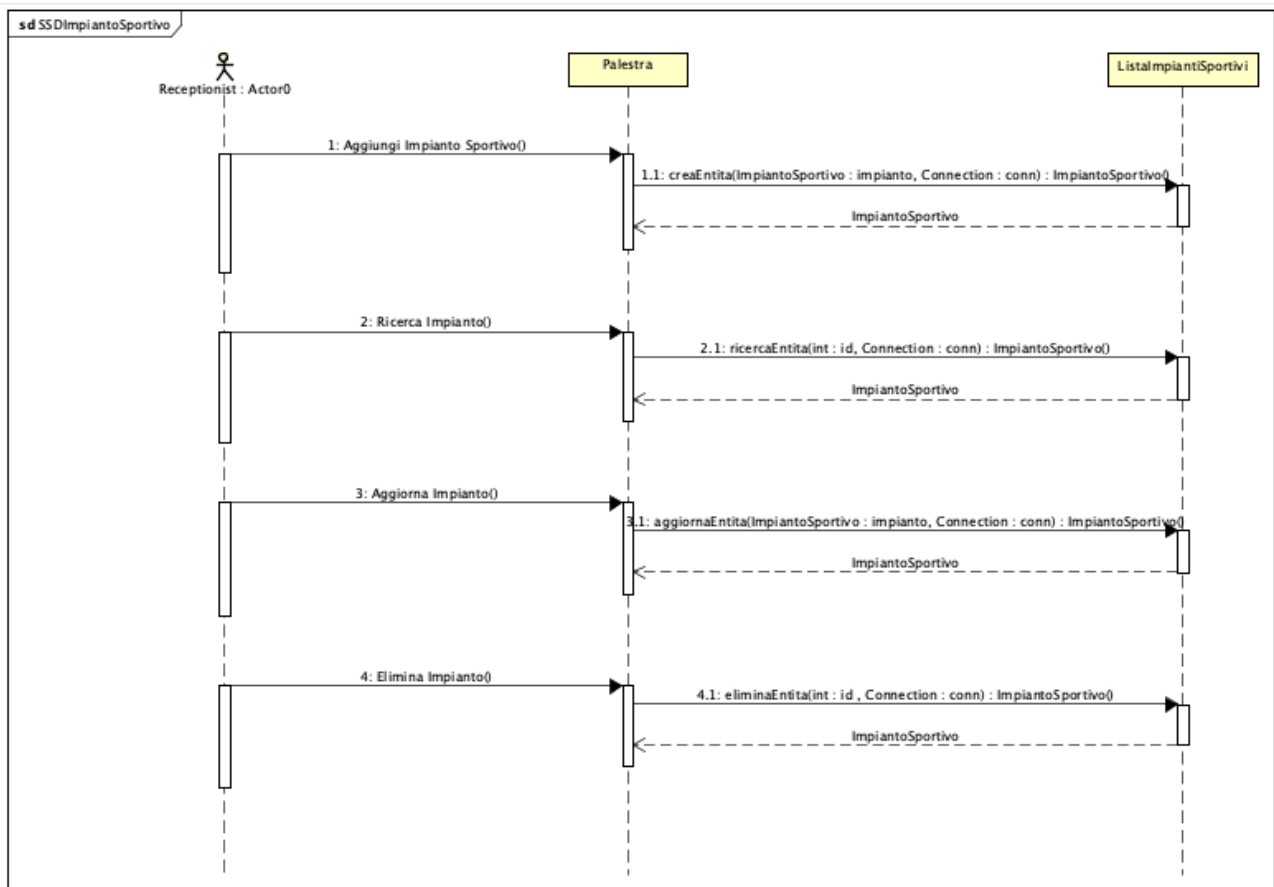 sd SSDImpiantoSportivo
Receptionist : Actor0
Palestra
ListaImpiantiSportivi
1: Aggiungi Impianto Sportivo()
1.1: creaEntita(ImpiantoSportivo : impianto, Connection : conn) : ImpiantoSportivo()
ImpiantoSportivo
2: Ricerca Impianto()
2.1: ricercaEntita(int : id, Connection : conn) : ImpiantoSportivo()
ImpiantoSportivo
3: Aggiorna Impianto()
3.1: aggiornaEntita(ImpiantoSportivo : impianto, Connection : conn) : ImpiantoSportivo()
ImpiantoSportivo
4: Elimina Impianto()
4.1: eliminaEntita(int : id , Connection : conn) : ImpiantoSportivo()
ImpiantoSportivo